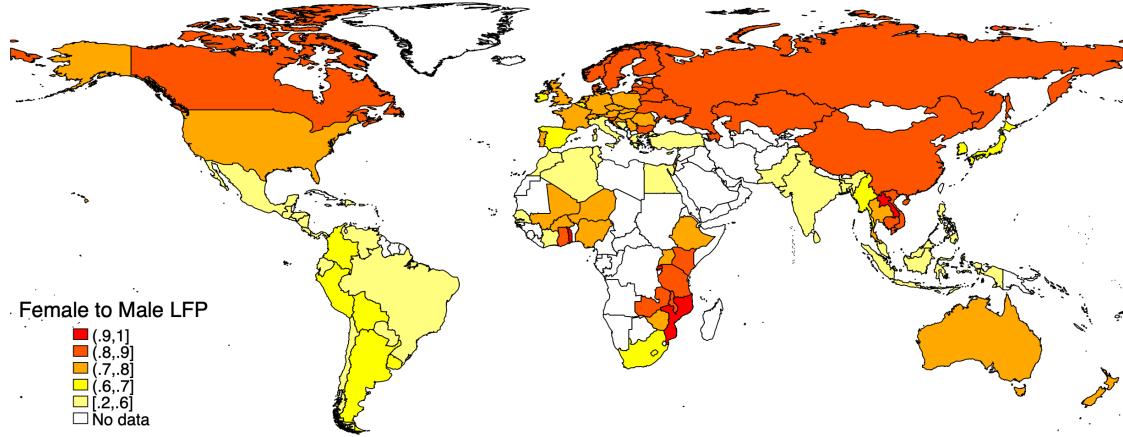 Female to Male LFP
(.9,1]
(.8,.9]
(.7,.8]
(.6,.7]
[.2,.6]
No data